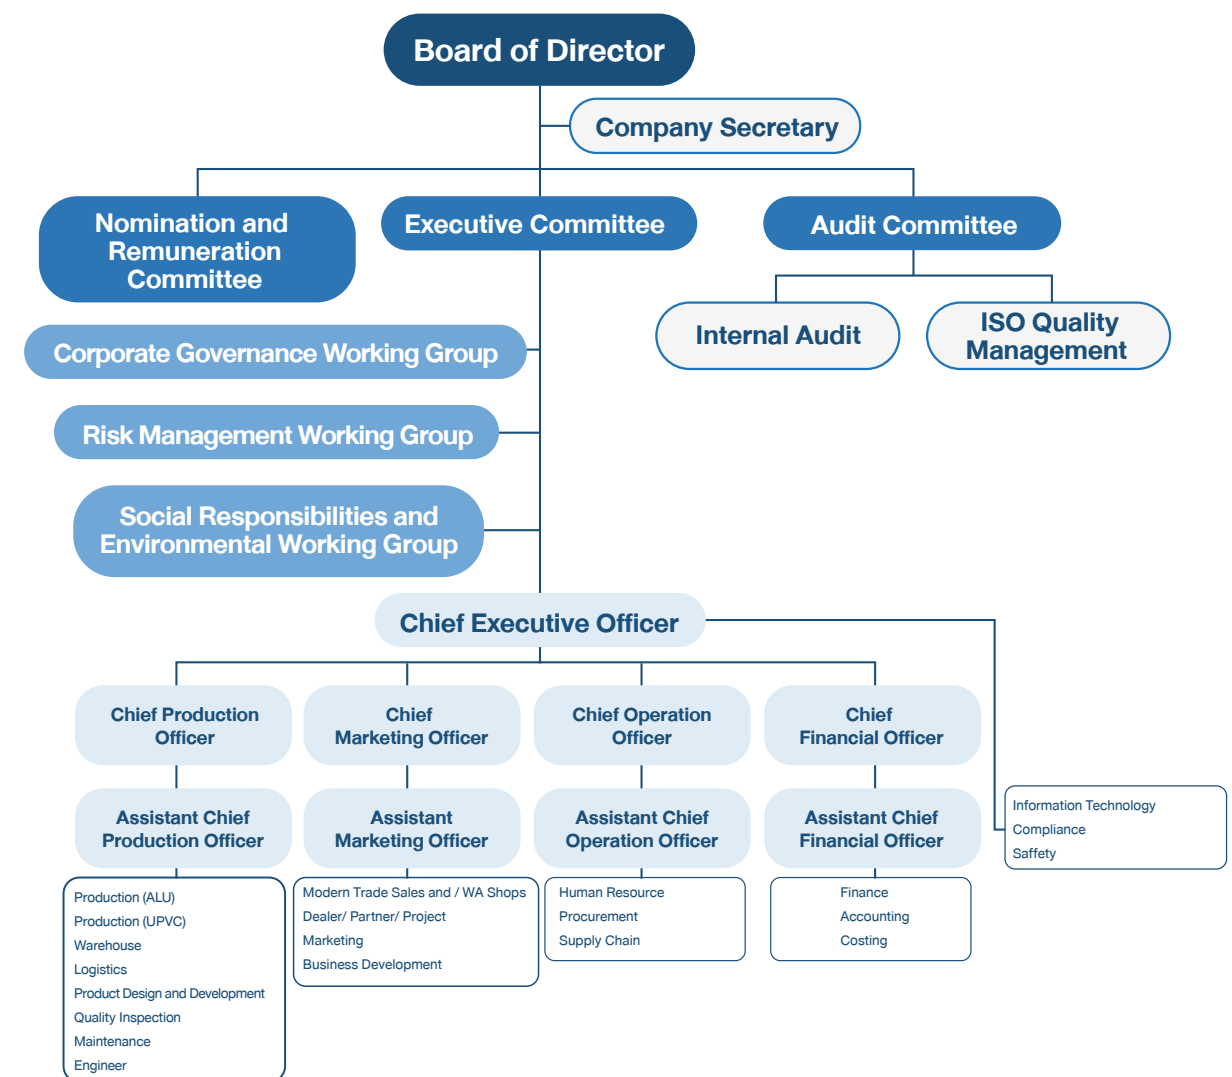 Board of Director
Company Secretary
Nomination and
Remuneration
Committee
Executive Committee
Audit Committee
Internal Audit
ISO Quality
Management
Corporate Governance Working Group
Risk Management Working Group
Social Responsibilities and
Environmental Working Group
Chief Executive Officer
Chief Production
Officer
Chief
Marketing Officer
Chief Operation
Officer
Chief
Financial Officer
Assistant Chief
Production Officer
Assistant
Marketing Officer
Assistant Chief
Operation Officer
Assistant Chief
Financial Officer
Information Technology
Compliance
Saffety
Production (ALU)
Production (UPVC)
Warehouse
Logistics
Product Design and Development
Quality Inspection
Maintenance
Engineer
Modern Trade Sales and / WA Shops
Dealer/ Partner/ Project
Marketing
Business Development
Human Resource
Procurement
Supply Chain
Finance
Accounting
Costing